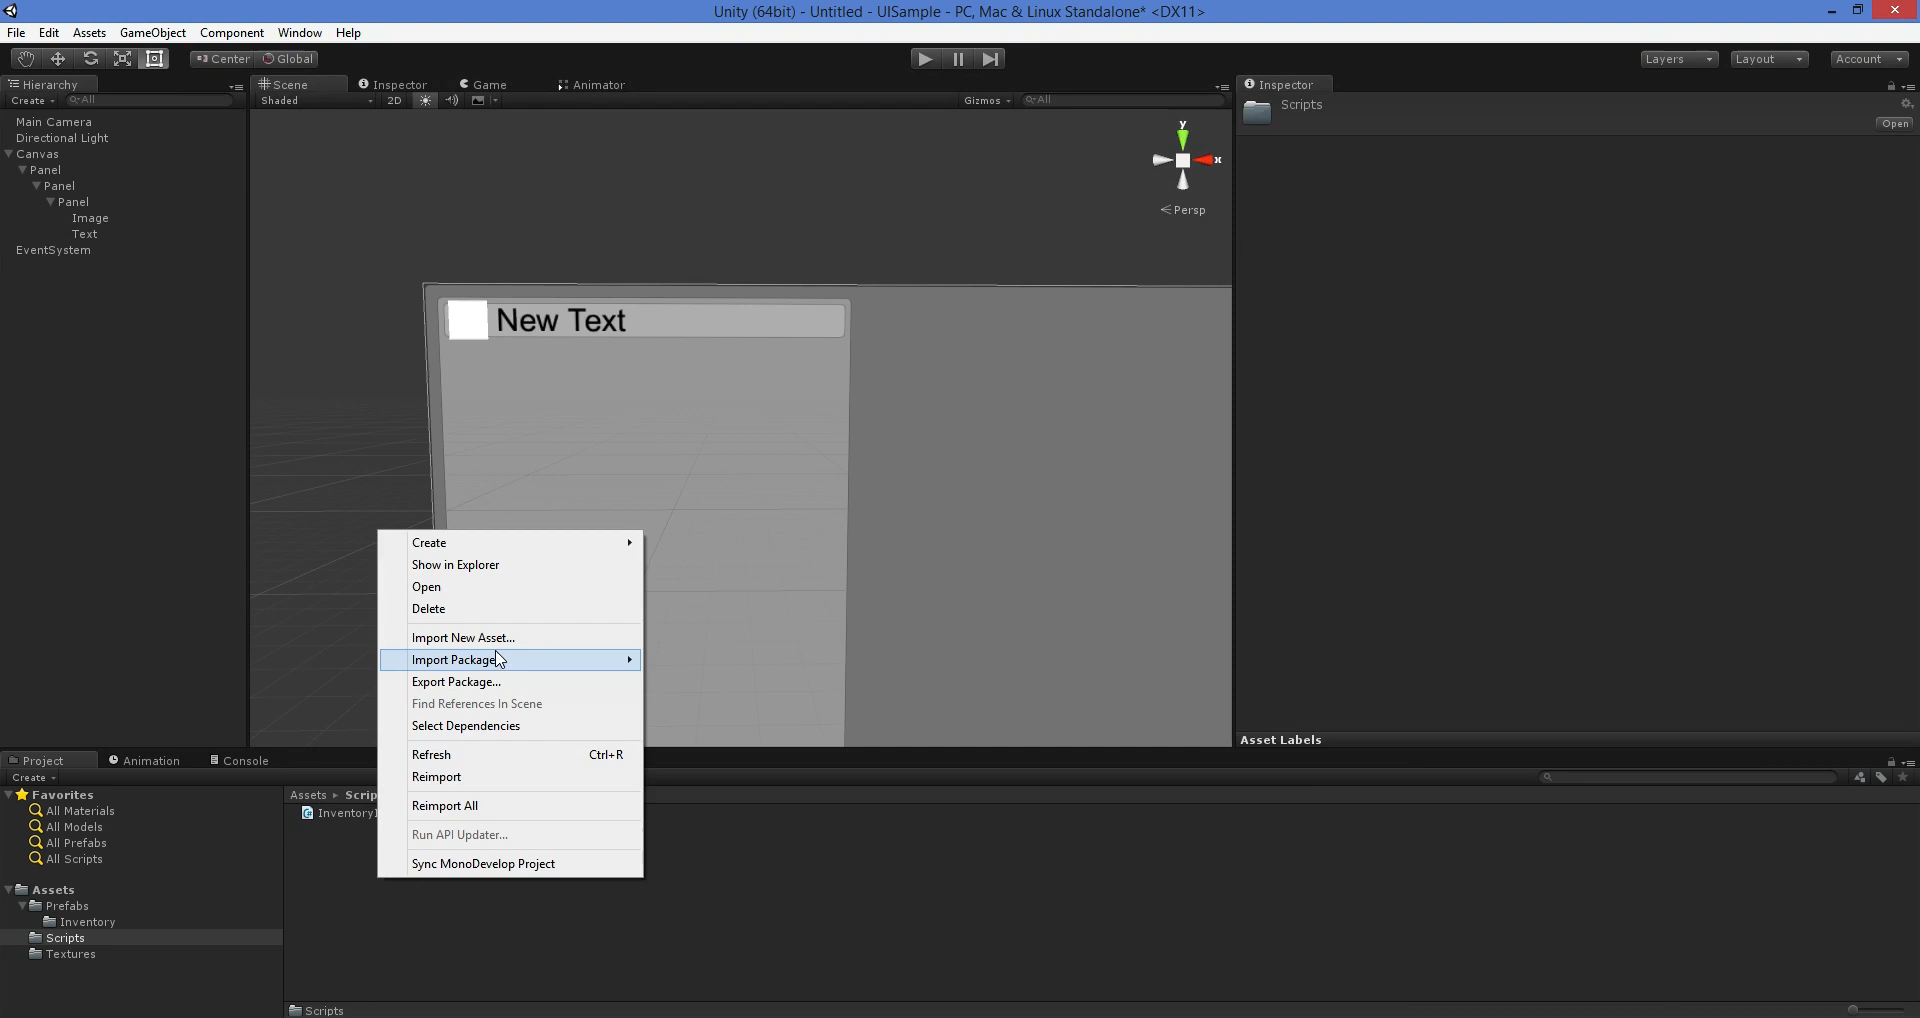 Unity (64bit) - Untitled - UISample - PC, Mac & Linux Standalone* <DX11>
File Edit Assets GameObject Component Window Help
Center Global
Layers Layout Account
Hierarchy
Create All
Main Camera
Directional Light
Canvas
Panel
Panel
Panel
Image
Text
EventSystem
Scene Inspector Game Animator
Shaded 2D Gizmos All
y
x
Persp
New Text
Inspector
Scripts
Open
Asset Labels
Create
Show in Explorer
Open
Delete
Import New Asset...
Import Package
Export Package...
Find References In Scene
Select Dependencies
Refresh Ctrl+R
Reimport
Reimport All
Run API Updater...
Sync MonoDevelop Project
Project Animation Console
Create
Favorites
All Materials
All Models
All Prefabs
All Scripts
Assets
Prefabs
Inventory
Scripts
Textures
Assets Scrip
InventoryI
Scripts